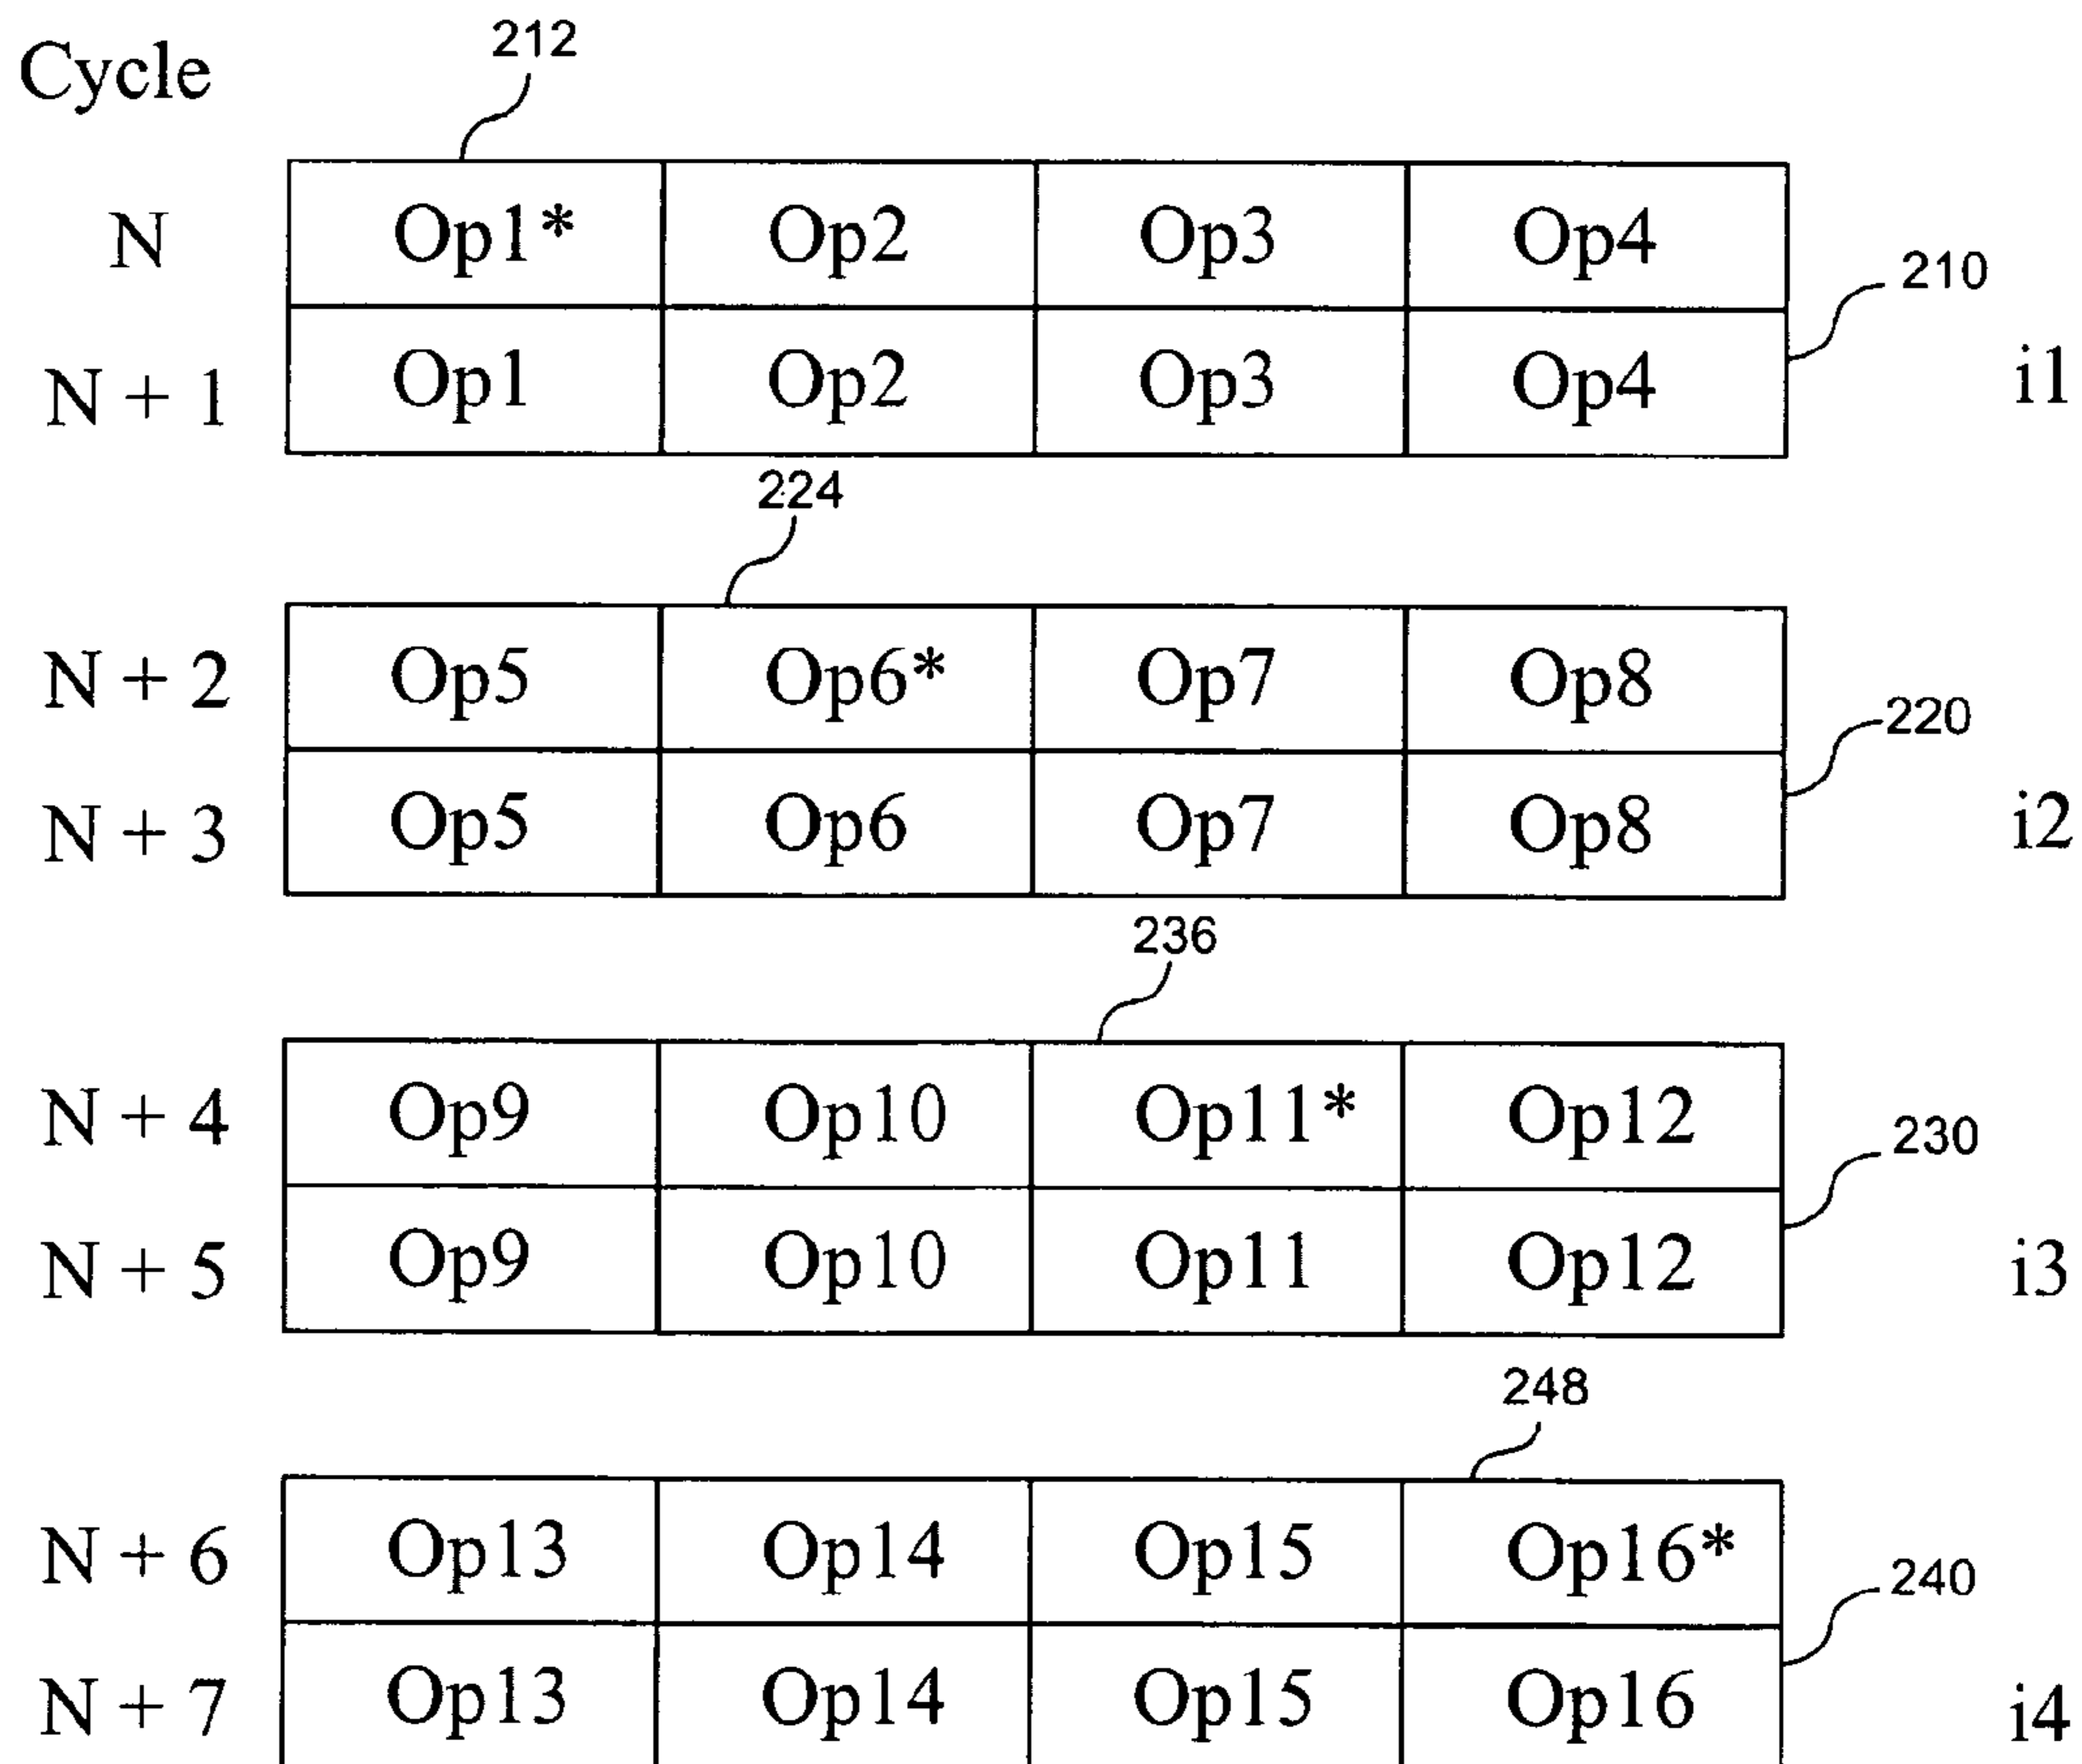 Cycle
212
N Op1* Op2 Op3 Op4
210
N + 1 Op1 Op2 Op3 Op4 i1
224
N + 2 Op5 Op6* Op7 Op8
220
N + 3 Op5 Op6 Op7 Op8 i2
236
N + 4 Op9 Op10 Op11* Op12
230
N + 5 Op9 Op10 Op11 Op12 i3
248
N + 6 Op13 Op14 Op15 Op16*
240
N + 7 Op13 Op14 Op15 Op16 i4